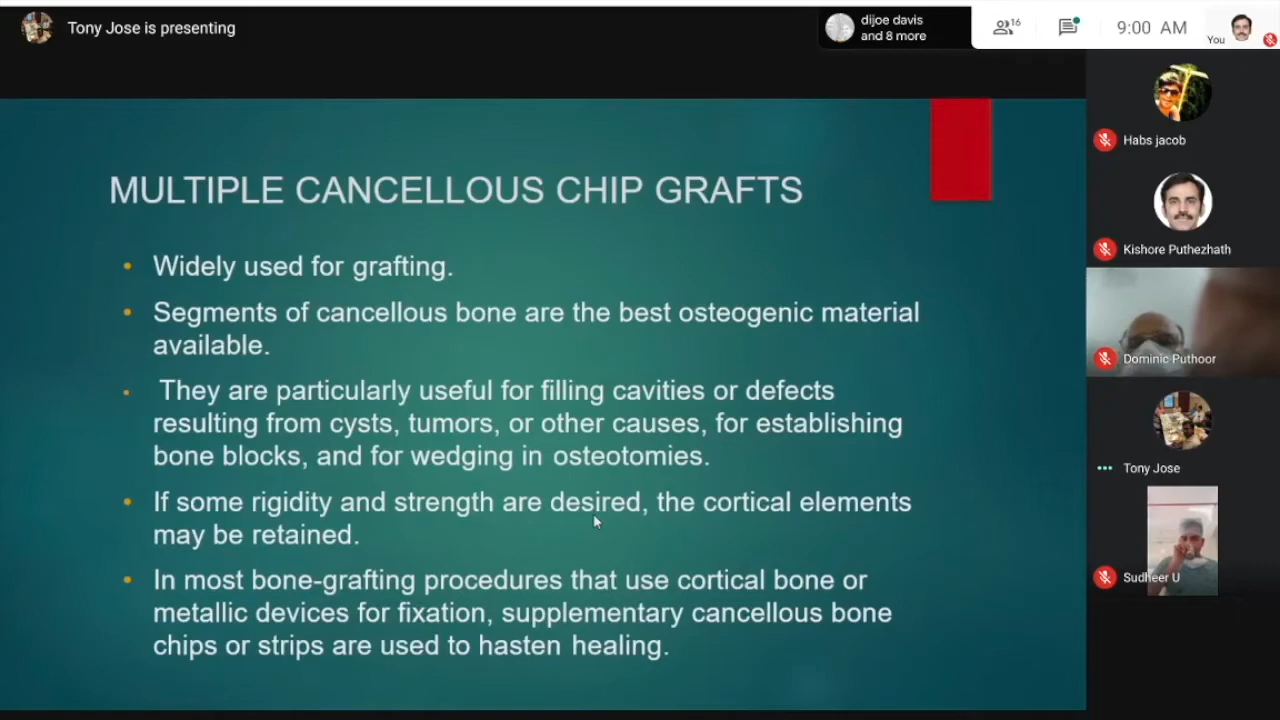 Tony Jose is presenting
dijoe davis
and 8 more
16
9:00 AM
You
MULTIPLE CANCELLOUS CHIP GRAFTS
• Widely used for grafting.
• Segments of cancellous bone are the best osteogenic material
available.
• They are particularly useful for filling cavities or defects
resulting from cysts, tumors, or other causes, for establishing
bone blocks, and for wedging in osteotomies.
• If some rigidity and strength are desired, the cortical elements
may be retained.
• In most bone-grafting procedures that use cortical bone or
metallic devices for fixation, supplementary cancellous bone
chips or strips are used to hasten healing.
Habs jacob
Kishore Puthezhath
Dominic Puthoor
Tony Jose
Sudheer U